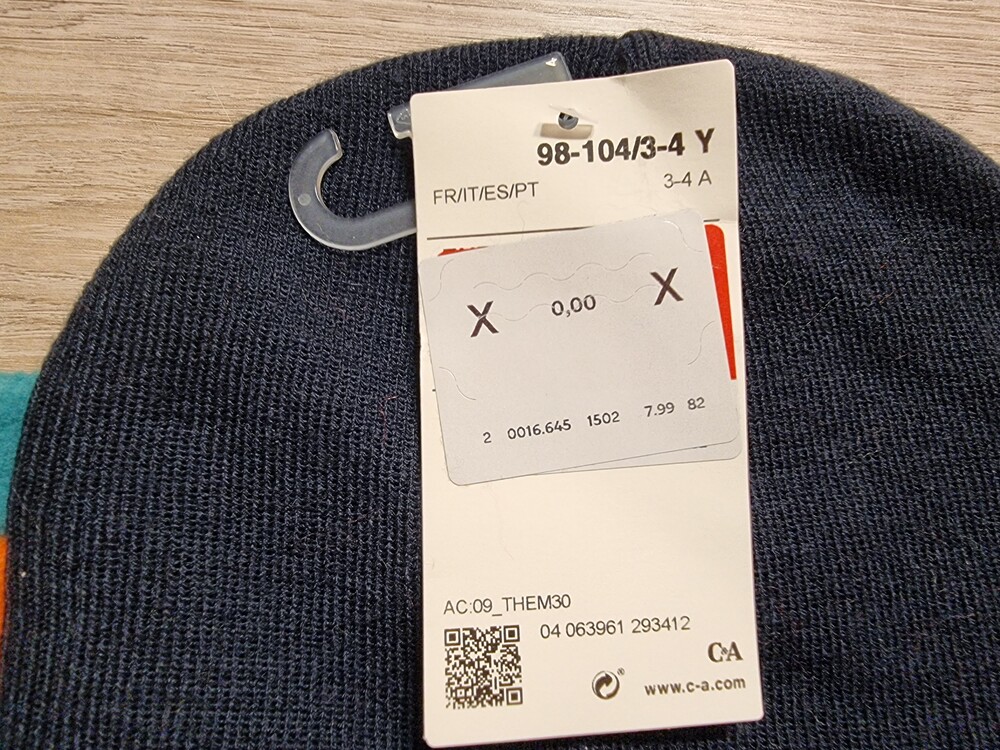 98-104/3-4 Y
FR/IT/ES/PT 3-4 A
X 0,00 X
2 0016.645 1502 7.99 82
AC:09_THEM30
04 063961 293412
C&A
www.c-a.com